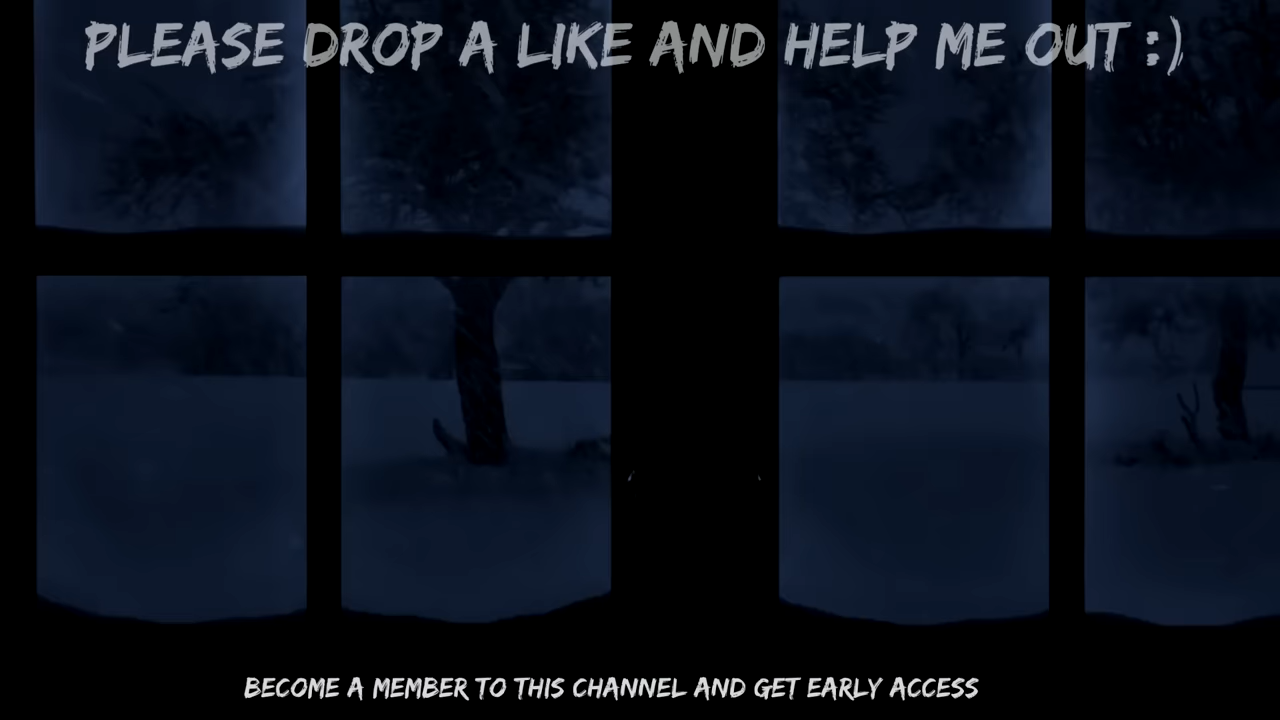 PLEASE DROP A LIKE AND HELP ME OUT :)
BECOME A MEMBER TO THIS CHANNEL AND GET EARLY ACCESS